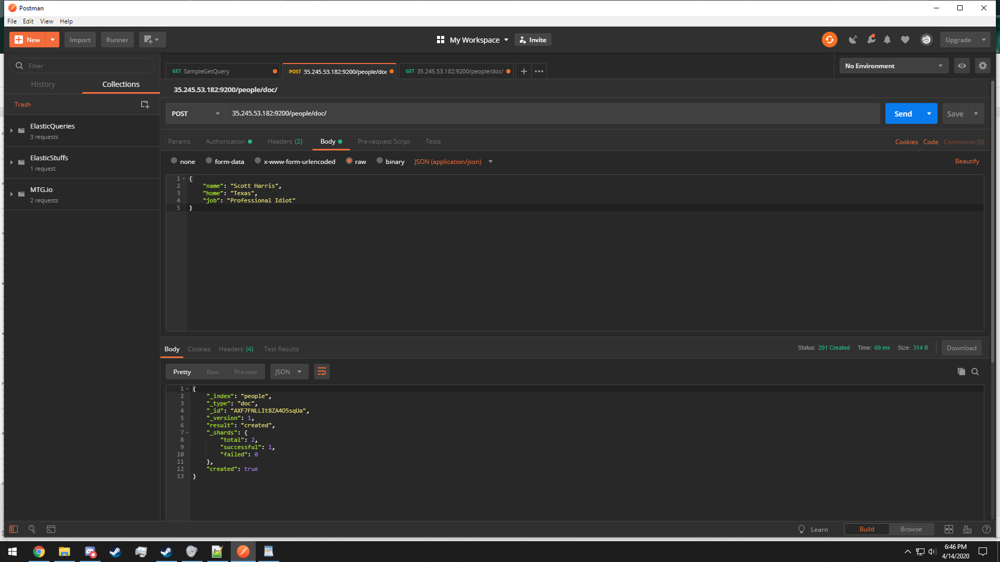 Postman
File Edit View Help
New Import Runner My Workspace Invite Upgrade
Filter
History Collections
Trash
ElasticQueries
3 requests
ElasticStuffs
1 request
MTG.io
2 requests
GET SampleGetQuery POST 35.245.53.182:9200/people/doc GET 35.245.53.182:9200/people/doc/ No Environment
35.245.53.182:9200/people/doc/
POST 35.245.53.182:9200/people/doc/ Send Save
Params Authorization Headers (2) Body Pre-request Script Tests Cookies Code Comments (0)
none form-data x-www-form-urlencoded raw binary JSON (application/json) Beautify
1 {
2 "name": "Scott Harris",
3 "home": "Texas",
4 "job": "Professional Idiot"
5 }
Body Cookies Headers (4) Test Results Status: 201 Created Time: 69 ms Size: 314 B Download
Pretty Raw Preview JSON
1 {
2 "_index": "people",
3 "_type": "doc",
4 "_id": "AXF7FNLLIt8ZA4O5sqUa",
5 "_version": 1,
6 "result": "created",
7 "_shards": {
8 "total": 2,
9 "successful": 1,
10 "failed": 0
11 },
12 "created": true
13 }
Learn Build Browse
6:46 PM
4/14/2020